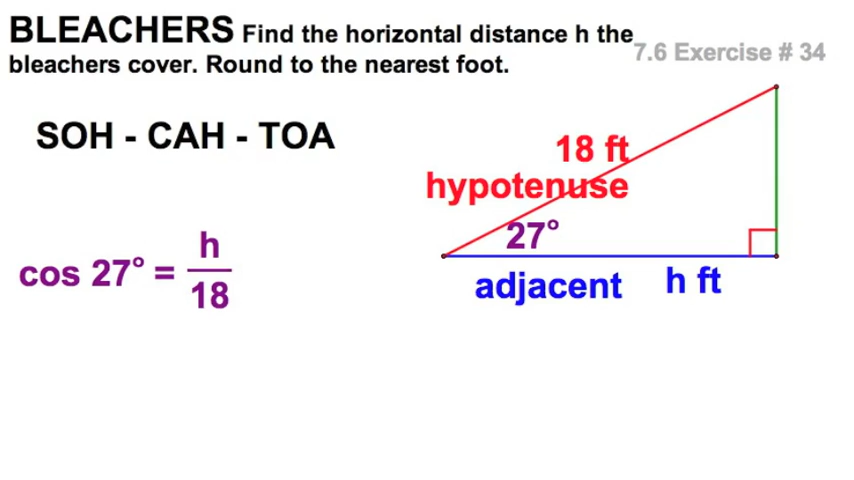 BLEACHERS Find the horizontal distance h the
bleachers cover. Round to the nearest foot.
7.6 Exercise # 34
SOH - CAH - TOA
18 ft
hypotenuse
27°
adjacent h ft
cos 27° = h
18